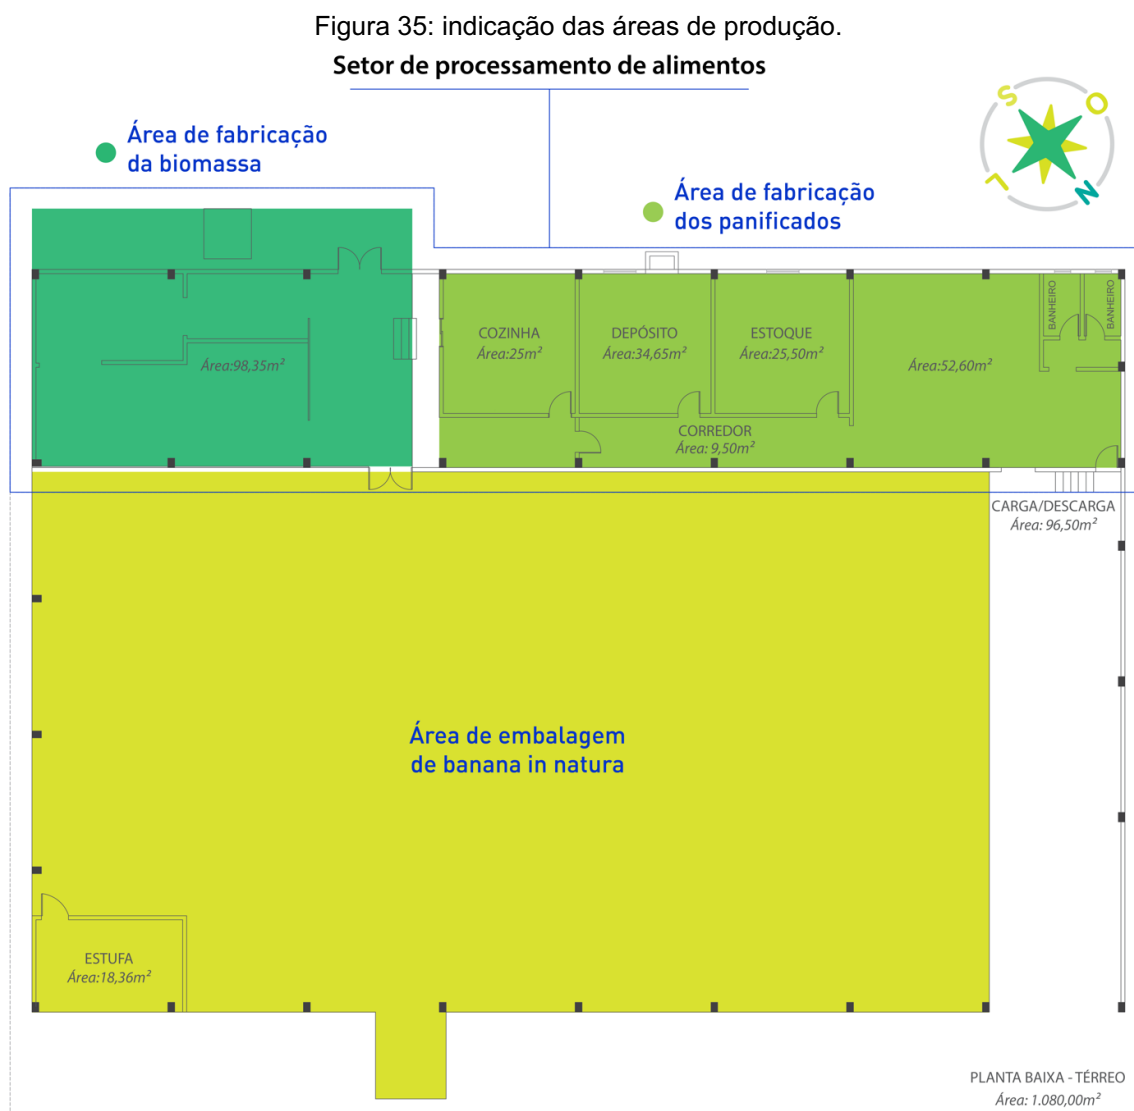 Figura 35: indicação das áreas de produção.
Setor de processamento de alimentos
Área de fabricação
da biomassa
Área de fabricação
dos panificados
S
O
L
N
COZINHA
Área:25m²
DEPÓSITO
Área:34,65m²
ESTOQUE
Área:25,50m²
BANHEIRO
BANHEIRO
Área:98,35m²
Área:52,60m²
CORREDOR
Área: 9,50m²
CARGA/DESCARGA
Área: 96,50m²
Área de embalagem
de banana in natura
ESTUFA
Área:18,36m²
PLANTA BAIXA - TÉRREO
Área: 1.080,00m²